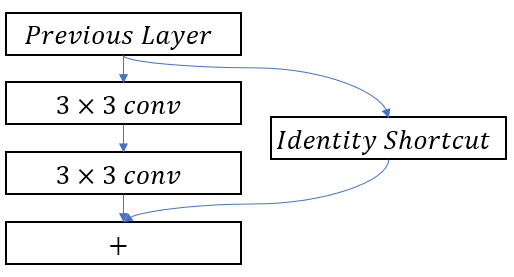 Previous Layer
3 × 3 conv
Identity Shortcut
3 × 3 conv
+